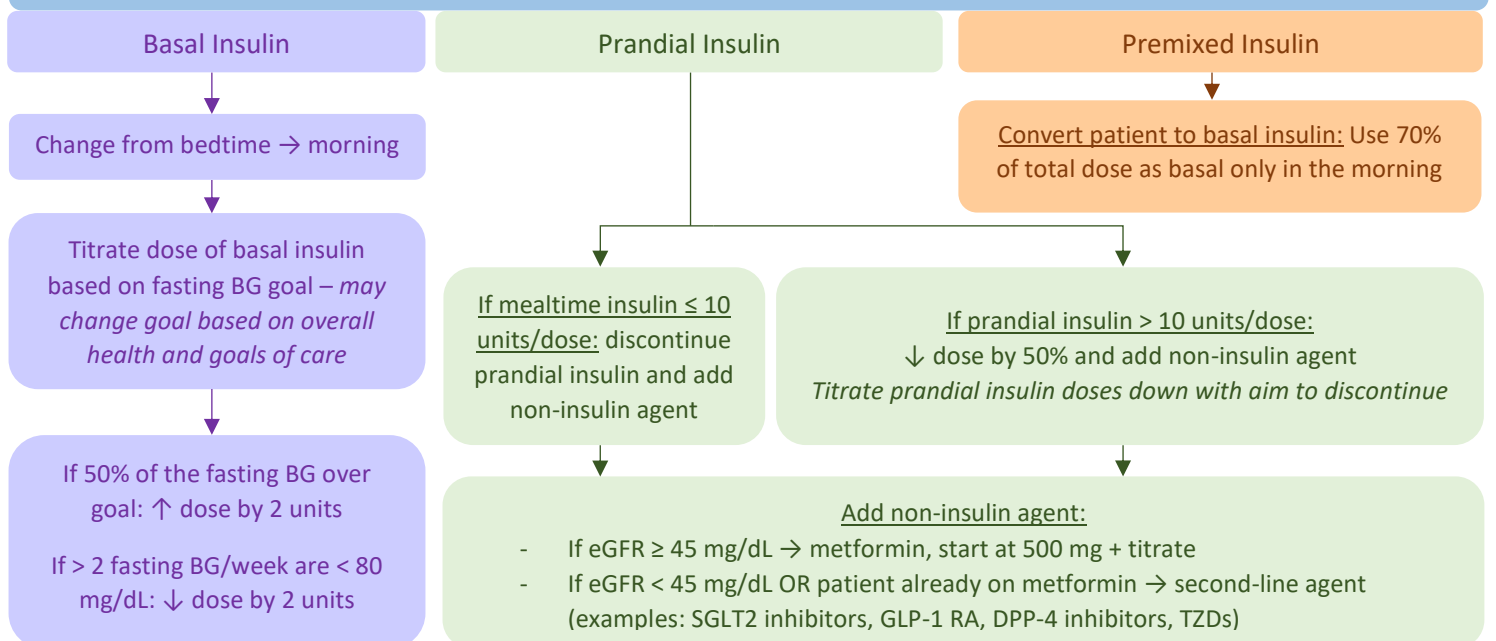 Basal Insulin
Change from bedtime → morning
Titrate dose of basal insulin
based on fasting BG goal – may
change goal based on overall
health and goals of care
If 50% of the fasting BG over
goal: ↑ dose by 2 units
If > 2 fasting BG/week are < 80
mg/dL: ↓ dose by 2 units
Prandial Insulin
If mealtime insulin ≤ 10
units/dose: discontinue
prandial insulin and add
non-insulin agent
If prandial insulin > 10 units/dose:
↓ dose by 50% and add non-insulin agent
Titrate prandial insulin doses down with aim to discontinue
Add non-insulin agent:
- If eGFR ≥ 45 mg/dL → metformin, start at 500 mg + titrate
- If eGFR < 45 mg/dL OR patient already on metformin → second-line agent
(examples: SGLT2 inhibitors, GLP-1 RA, DPP-4 inhibitors, TZDs)
Premixed Insulin
Convert patient to basal insulin: Use 70%
of total dose as basal only in the morning